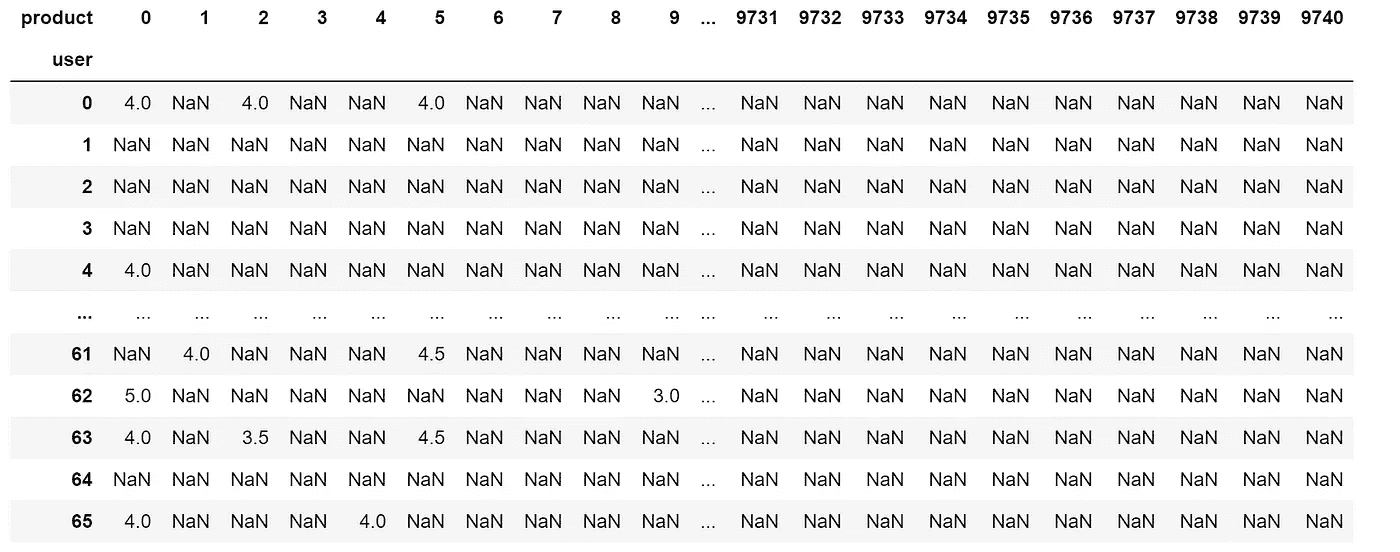 product 0 1 2 3 4 5 6 7 8 9 ... 9731 9732 9733 9734 9735 9736 9737 9738 9739 9740
user
0 4.0 NaN 4.0 NaN NaN 4.0 NaN NaN NaN NaN ... NaN NaN NaN NaN NaN NaN NaN NaN NaN NaN
1 NaN NaN NaN NaN NaN NaN NaN NaN NaN NaN ... NaN NaN NaN NaN NaN NaN NaN NaN NaN NaN
2 NaN NaN NaN NaN NaN NaN NaN NaN NaN NaN ... NaN NaN NaN NaN NaN NaN NaN NaN NaN NaN
3 NaN NaN NaN NaN NaN NaN NaN NaN NaN NaN ... NaN NaN NaN NaN NaN NaN NaN NaN NaN NaN
4 4.0 NaN NaN NaN NaN NaN NaN NaN NaN NaN ... NaN NaN NaN NaN NaN NaN NaN NaN NaN NaN
... ... ... ... ... ... ... ... ... ... ... ... ... ... ... ... ... ... ... ... ... ...
61 NaN 4.0 NaN NaN NaN 4.5 NaN NaN NaN NaN ... NaN NaN NaN NaN NaN NaN NaN NaN NaN NaN
62 5.0 NaN NaN NaN NaN NaN NaN NaN NaN 3.0 ... NaN NaN NaN NaN NaN NaN NaN NaN NaN NaN
63 4.0 NaN 3.5 NaN NaN 4.5 NaN NaN NaN NaN ... NaN NaN NaN NaN NaN NaN NaN NaN NaN NaN
64 NaN NaN NaN NaN NaN NaN NaN NaN NaN NaN ... NaN NaN NaN NaN NaN NaN NaN NaN NaN NaN
65 4.0 NaN NaN NaN 4.0 NaN NaN NaN NaN NaN ... NaN NaN NaN NaN NaN NaN NaN NaN NaN NaN